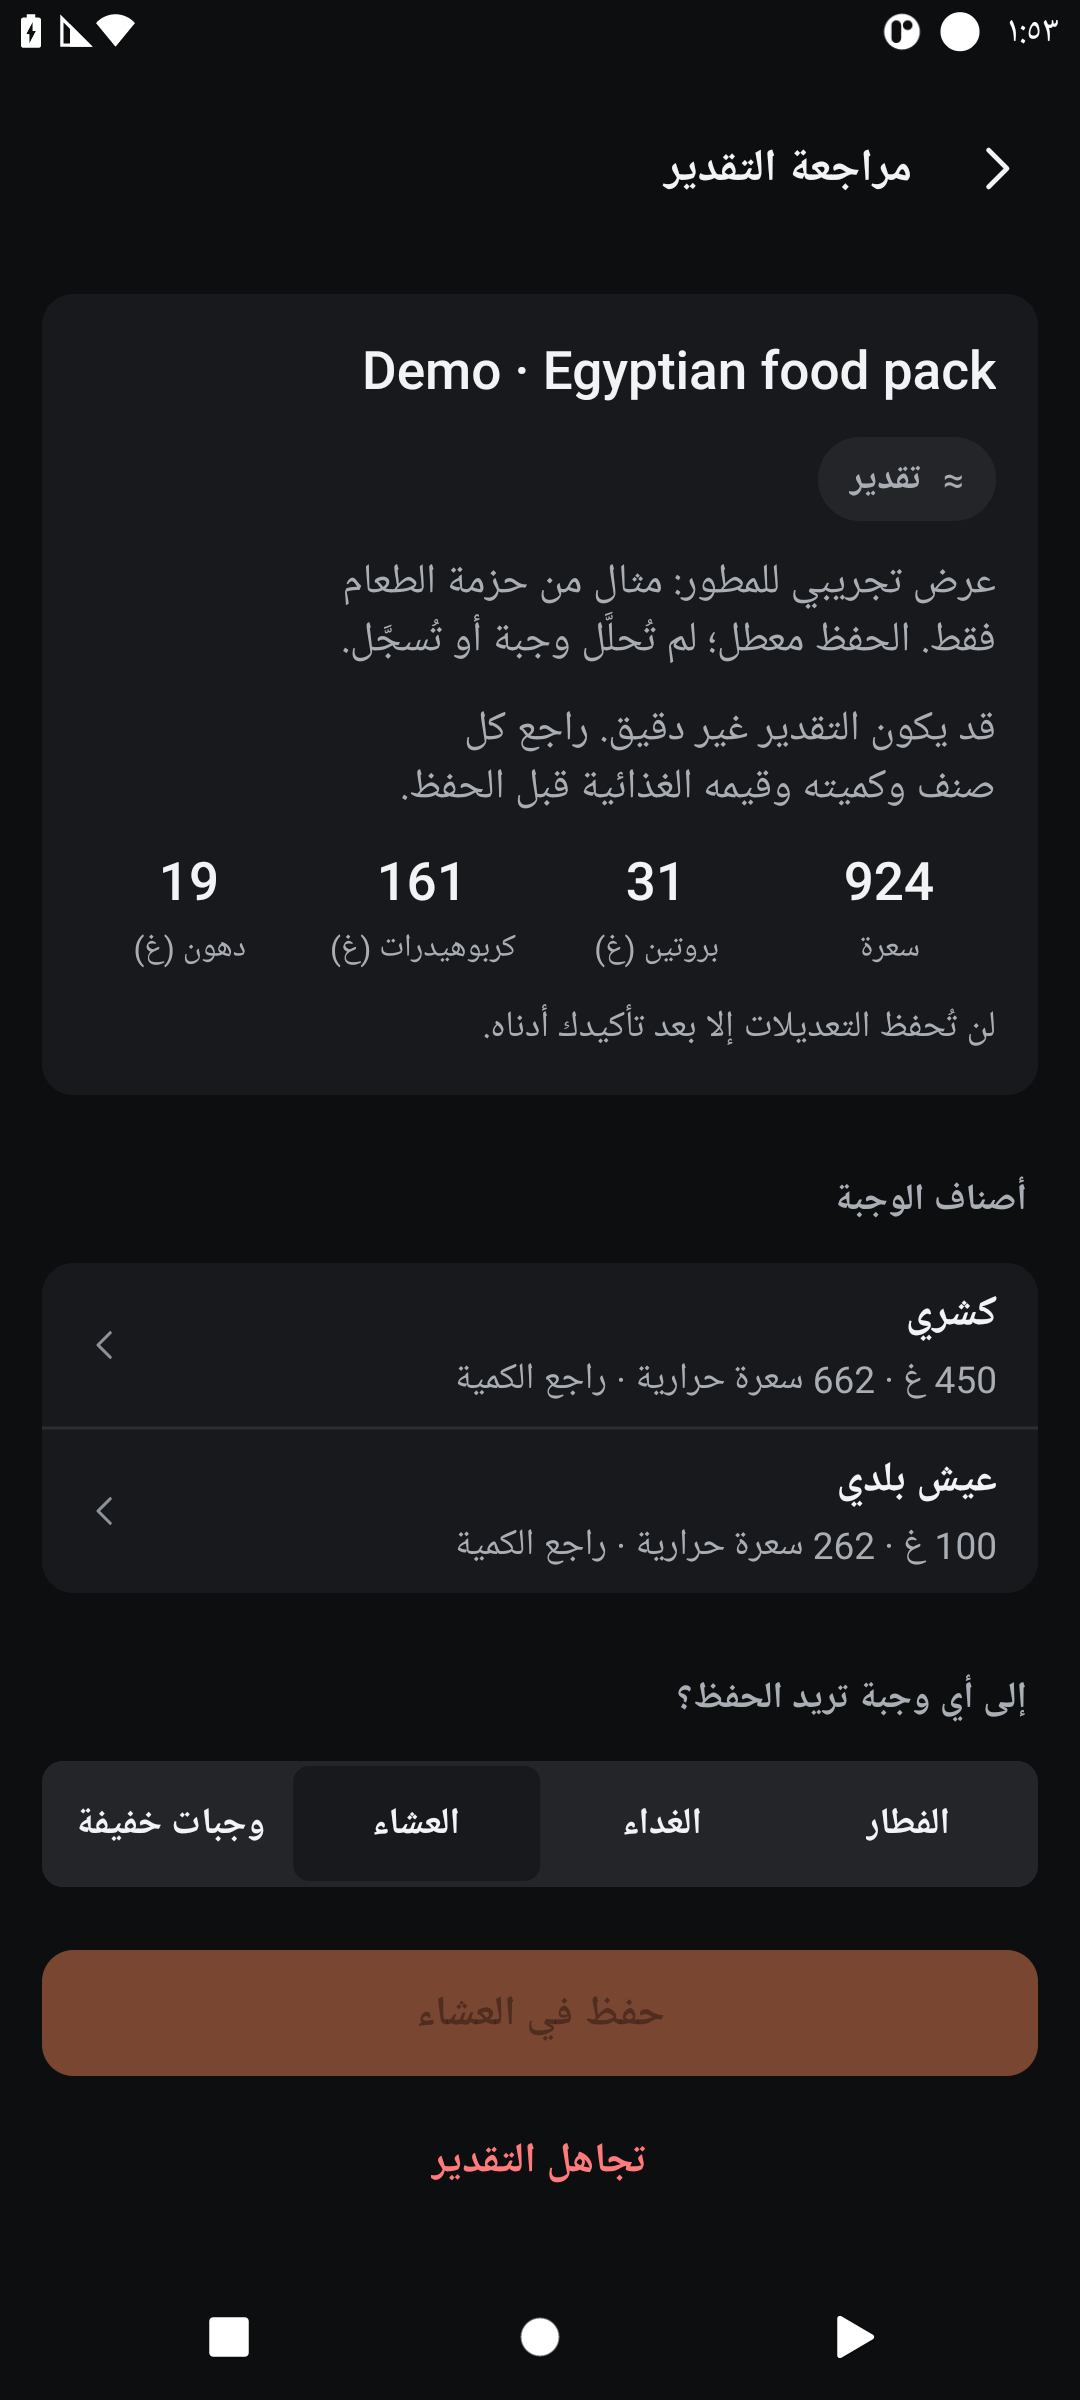 ١:٥٣
مراجعة التقدير
Demo · Egyptian food pack
≈ تقدير
عرض تجريبي للمطور: مثال من حزمة الطعام
فقط. الحفظ معطل؛ لم تُحلَّل وجبة أو تُسجَّل.
قد يكون التقدير غير دقيق. راجع كل
صنف وكميته وقيمه الغذائية قبل الحفظ.
924 31 161 19
سعرة بروتين (غ) كربوهيدرات (غ) دهون (غ)
لن تُحفظ التعديلات إلا بعد تأكيدك أدناه.
أصناف الوجبة
كشري
450 غ · 662 سعرة حرارية · راجع الكمية
عيش بلدي
100 غ · 262 سعرة حرارية · راجع الكمية
إلى أي وجبة تريد الحفظ؟
الفطار الغداء العشاء وجبات خفيفة
حفظ في العشاء
تجاهل التقدير